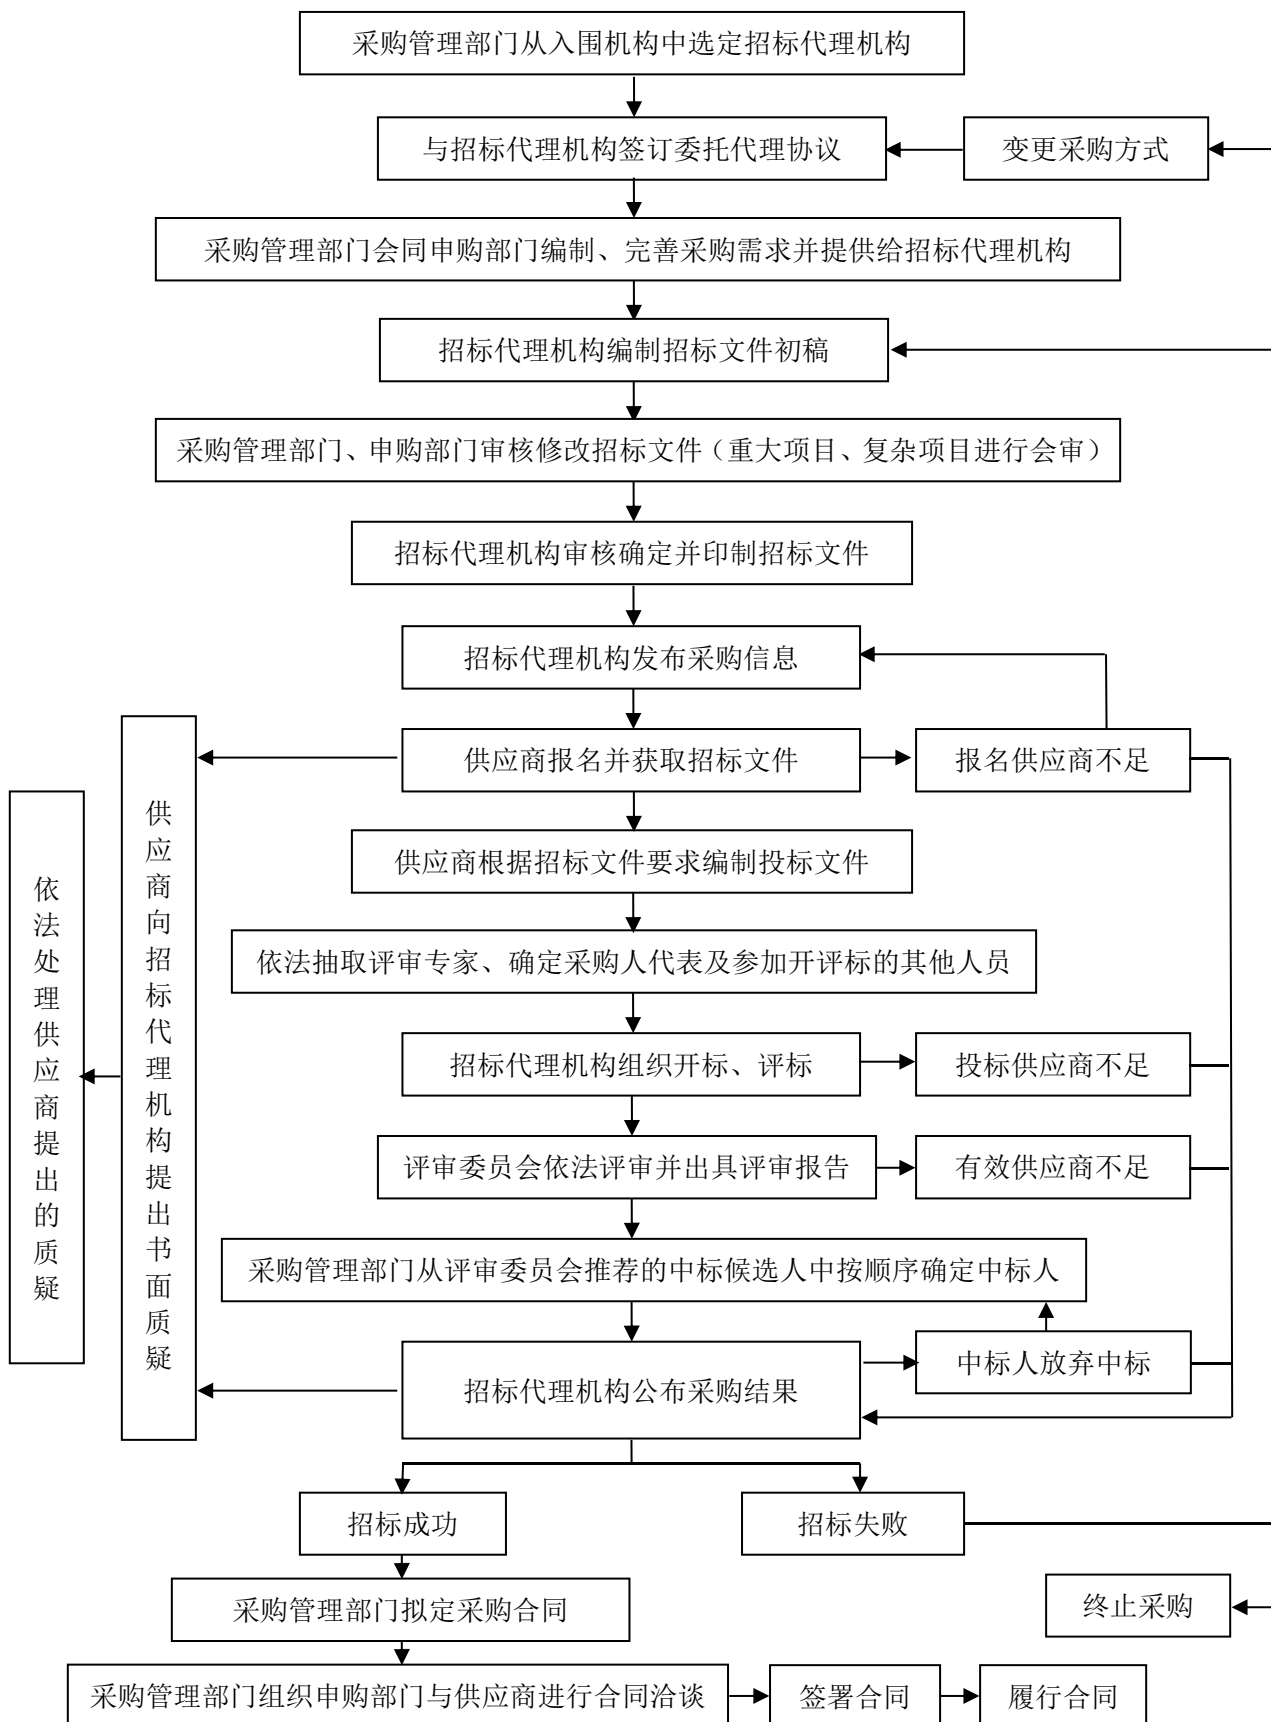 采购管理部门从入围机构中选定招标代理机构
与招标代理机构签订委托代理协议
变更采购方式
采购管理部门会同申购部门编制、完善采购需求并提供给招标代理机构
招标代理机构编制招标文件初稿
采购管理部门、申购部门审核修改招标文件（重大项目、复杂项目进行会审）
招标代理机构审核确定并印制招标文件
招标代理机构发布采购信息
供应商报名并获取招标文件
报名供应商不足
供应商向招标代理机构提出书面质疑
依法处理供应商提出的质疑
供应商根据招标文件要求编制投标文件
依法抽取评审专家、确定采购人代表及参加开评标的其他人员
招标代理机构组织开标、评标
投标供应商不足
评审委员会依法评审并出具评审报告
有效供应商不足
采购管理部门从评审委员会推荐的中标候选人中按顺序确定中标人
中标人放弃中标
招标代理机构公布采购结果
招标成功
招标失败
采购管理部门拟定采购合同
终止采购
采购管理部门组织申购部门与供应商进行合同洽谈
签署合同
履行合同